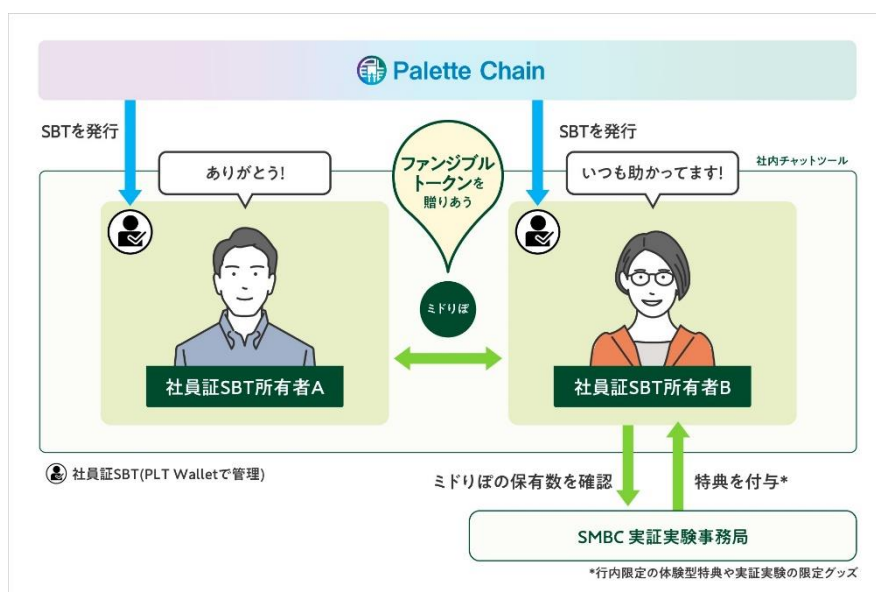 Palette Chain
SBTを発行
SBTを発行
社内チャットツール
ありがとう!
ファンジブル
トークンを
贈りあう
いつも助かってます!
ミドりぼ
社員証SBT所有者A
社員証SBT所有者B
社員証SBT(PLT Walletで管理)
ミドりぼの保有数を確認
特典を付与*
SMBC 実証実験事務局
*行内限定の体験型特典や実証実験の限定グッズ